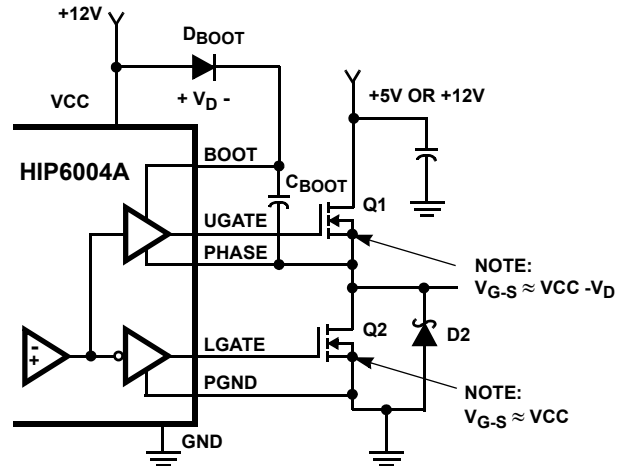 +12V
DBOOT
+ VD -
VCC
+5V OR +12V
HIP6004A
BOOT
CBOOT
Q1
UGATE
PHASE
NOTE:
VG-S ≈ VCC -VD
Q2
D2
LGATE
PGND
NOTE:
VG-S ≈ VCC
GND
-
+